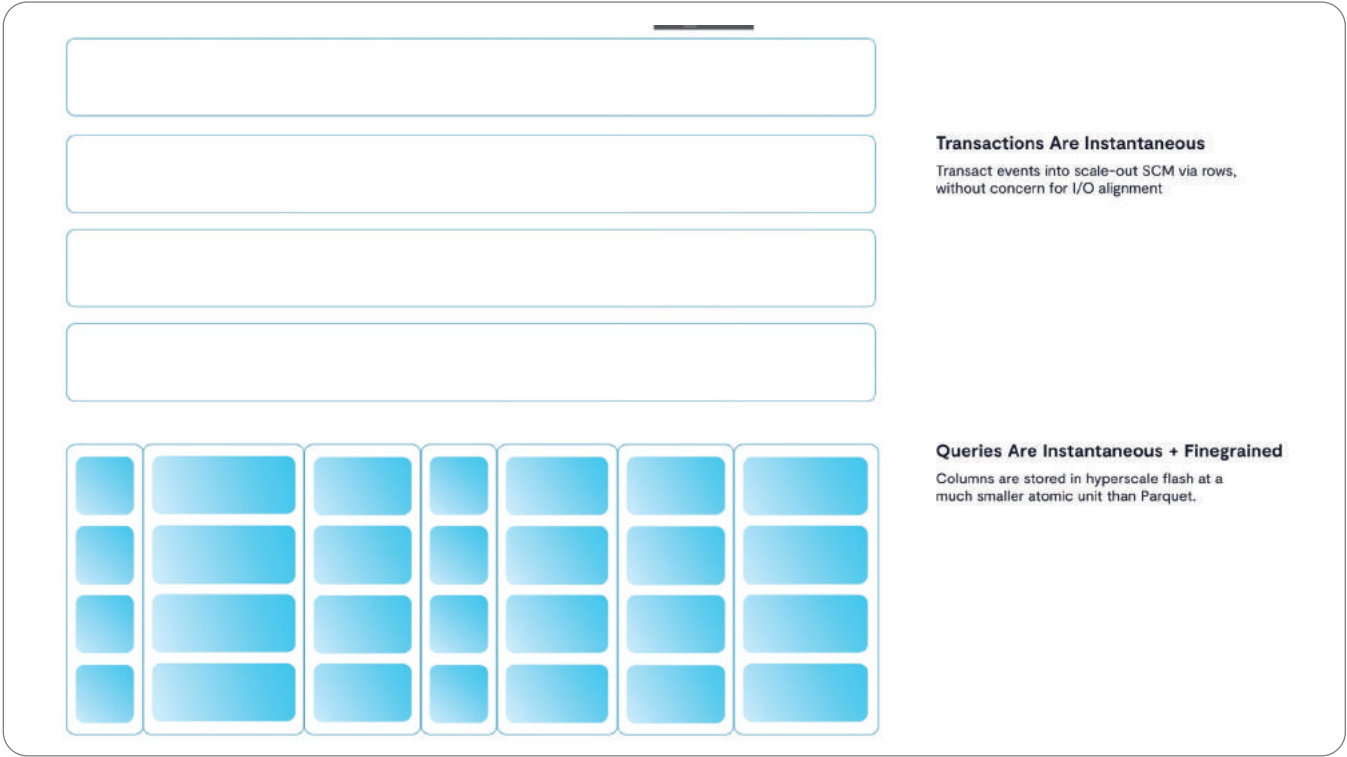 Transactions Are Instantaneous
Transact events into scale-out SCM via rows,
without concern for I/O alignment
Queries Are Instantaneous + Finegrained
Columns are stored in hyperscale flash at a
much smaller atomic unit than Parquet.